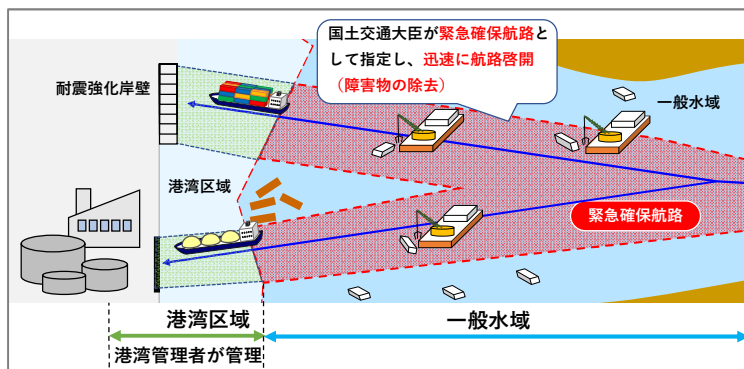 国土交通大臣が緊急確保航路と
して指定し、迅速に航路啓開
（障害物の除去）
耐震強化岸壁
一般水域
港湾区域
緊急確保航路
港湾区域
一般水域
港湾管理者が管理